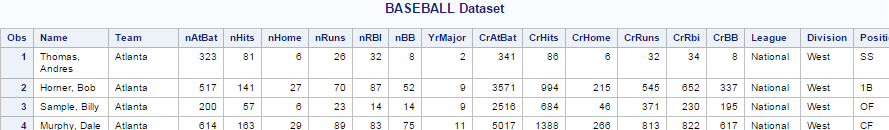 BASEBALL Dataset
Obs Name Team nAtBat nHits nHome nRuns nRBI nBB YrMajor CrAtBat CrHits CrHome CrRuns CrRbi CrBB League Division Positi
1 Thomas, Andres Atlanta 323 81 6 26 32 8 2 341 86 6 32 34 8 National West SS
2 Horner, Bob Atlanta 517 141 27 70 87 52 9 3571 994 215 545 652 337 National West 1B
3 Sample, Billy Atlanta 200 57 6 23 14 14 9 2516 684 46 371 230 195 National West OF
4 Murphy, Dale Atlanta 614 163 29 89 83 75 11 5017 1388 266 813 822 617 National West CF